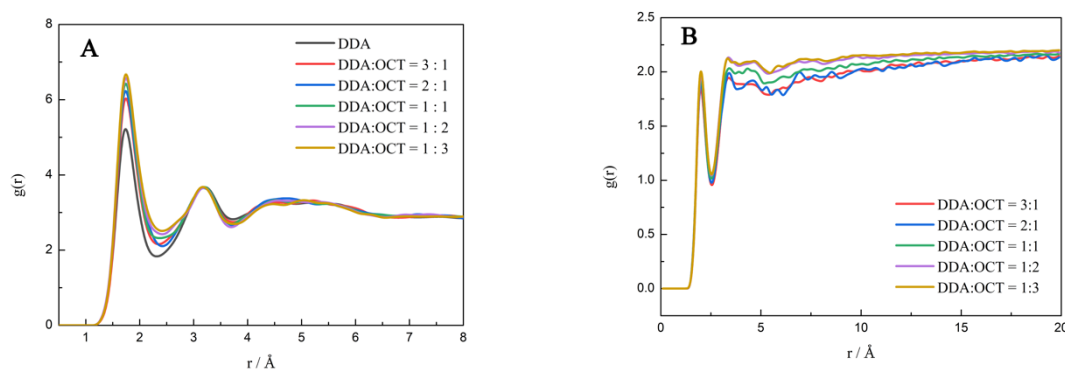 A
DDA
DDA:OCT = 3 : 1
DDA:OCT = 2 : 1
DDA:OCT = 1 : 1
DDA:OCT = 1 : 2
DDA:OCT = 1 : 3
g(r)
8
6
4
2
0
1 2 3 4 5 6 7 8
r / Å
B
DDA:OCT = 3:1
DDA:OCT = 2:1
DDA:OCT = 1:1
DDA:OCT = 1:2
DDA:OCT = 1:3
g(r)
2.5
2.0
1.5
1.0
0.5
0.0
0 5 10 15 20
r / Å